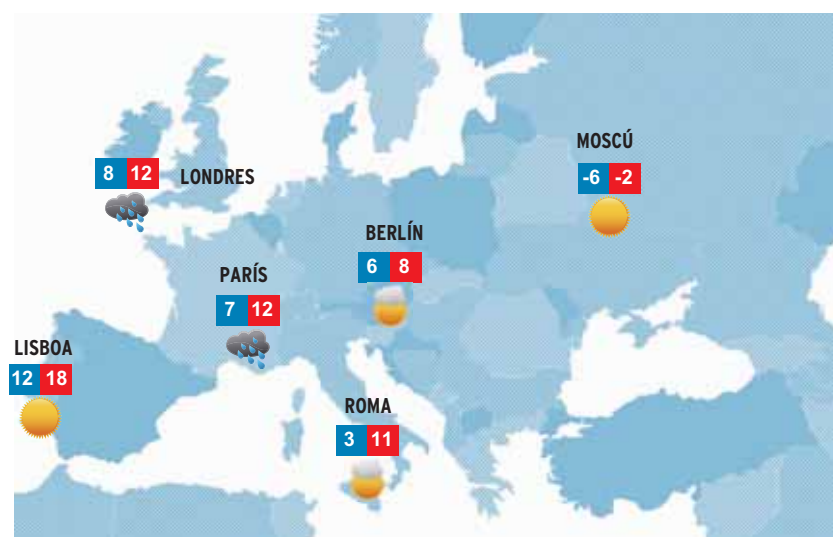 MOSCÚ
-6 -2
8 12
LONDRES
BERLÍN
6 8
PARÍS
7 12
LISBOA
12 18
ROMA
3 11